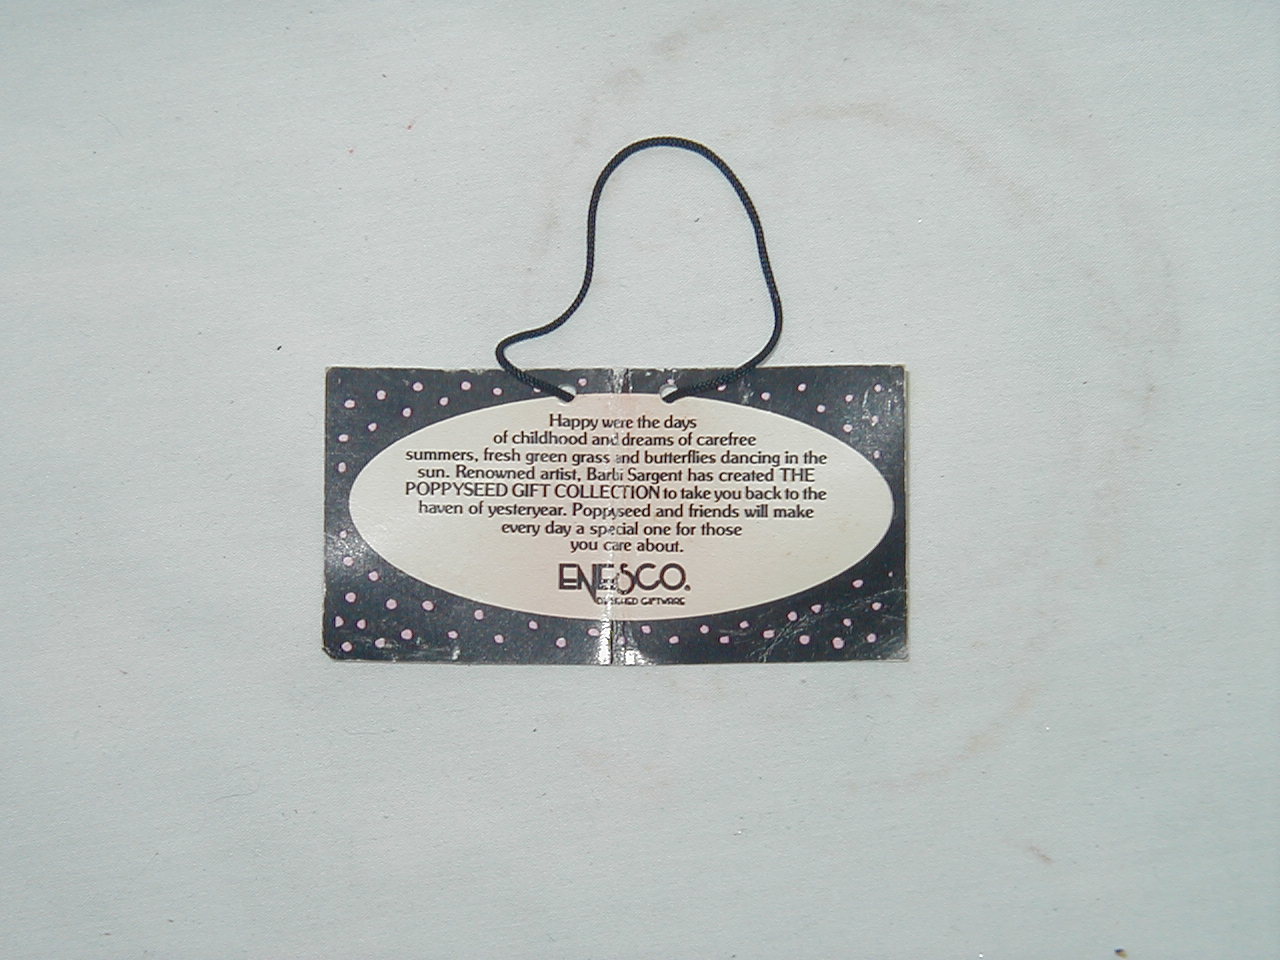 Happy were the days
of childhood and dreams of carefree
summers, fresh green grass and butterflies dancing in the
sun. Renowned artist, Barbi Sargent has created THE
POPPYSEED GIFT COLLECTION to take you back to the
haven of yesteryear. Poppyseed and friends will make
every day a special one for those
you care about.
ENESCO®
GIFTWARE